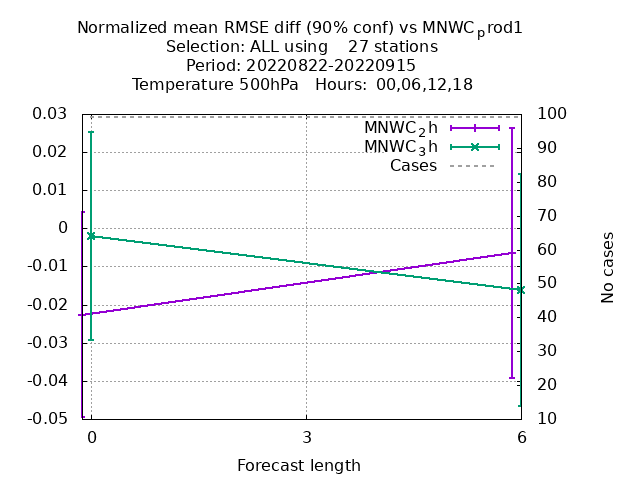 Normalized mean RMSE diff (90% conf) vs MNWCprod1
Selection: ALL using 27 stations
Period: 20220822-20220915
Temperature 500hPa Hours: 00,06,12,18
0.03 100
MNWC2h
MNWC3h
Cases
0.02 90
0.01 80
0 70
-0.01 60
-0.02 50
-0.03 40
-0.04 30
-0.05 20
10
No cases
0 3 6
Forecast length